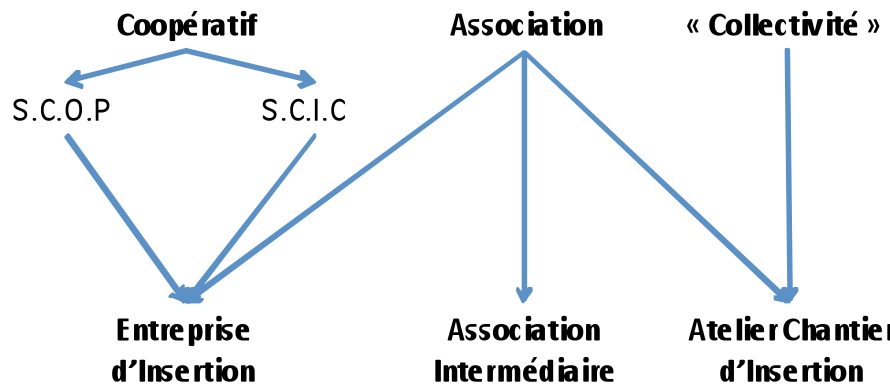 Coopératif Association « Collectivité »
S.C.O.P S.C.I.C
Entreprise Association Atelier Chantier
d’Insertion Intermédiaire d’Insertion